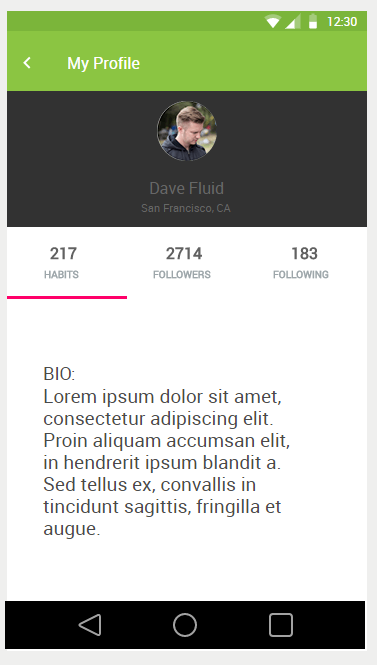 12:30
My Profile
Dave Fluid
San Francisco, CA
217 2714 183
HABITS FOLLOWERS FOLLOWING
BIO:
Lorem ipsum dolor sit amet,
consectetur adipiscing elit.
Proin aliquam accumsan elit,
in hendrerit ipsum blandit a.
Sed tellus ex, convallis in
tincidunt sagittis, fringilla et
augue.